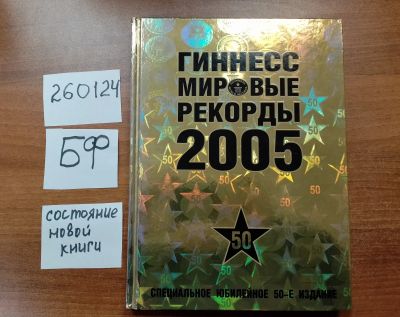 260124
БФ
состояние
новой
книги
ГИННЕСС
МИРОВЫЕ
РЕКОРДЫ
2005
50
СПЕЦИАЛЬНОЕ ЮБИЛЕЙНОЕ 50-Е ИЗДАНИЕ